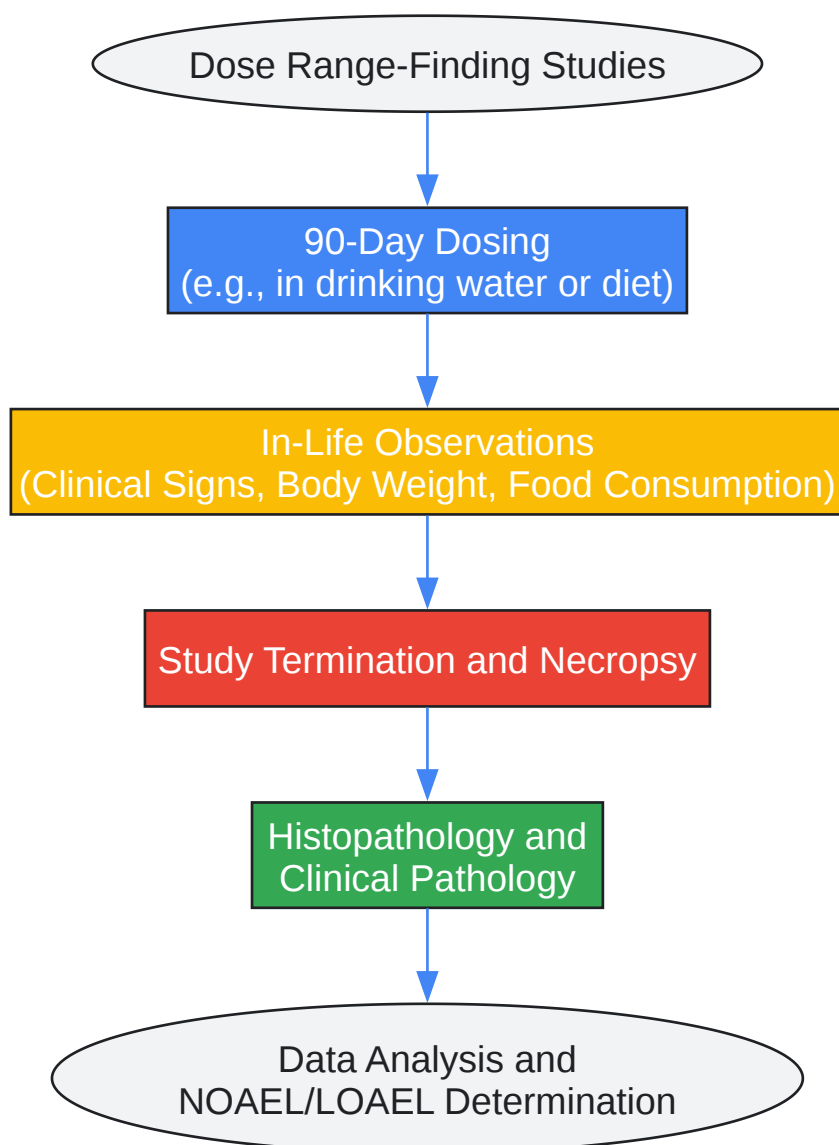 Dose Range-Finding Studies
90-Day Dosing
(e.g., in drinking water or diet)
In-Life Observations
(Clinical Signs, Body Weight, Food Consumption)
Study Termination and Necropsy
Histopathology and
Clinical Pathology
Data Analysis and
NOAEL/LOAEL Determination